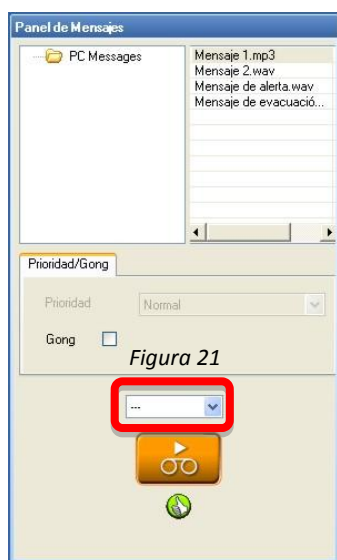 Panel de Mensajes
PC Messages
Mensaje 1.mp3
Mensaje 2.wav
Mensaje de alerta.wav
Mensaje de evacuació...
Prioridad/Gong
Prioridad
Normal
Gong
Figura 21
---